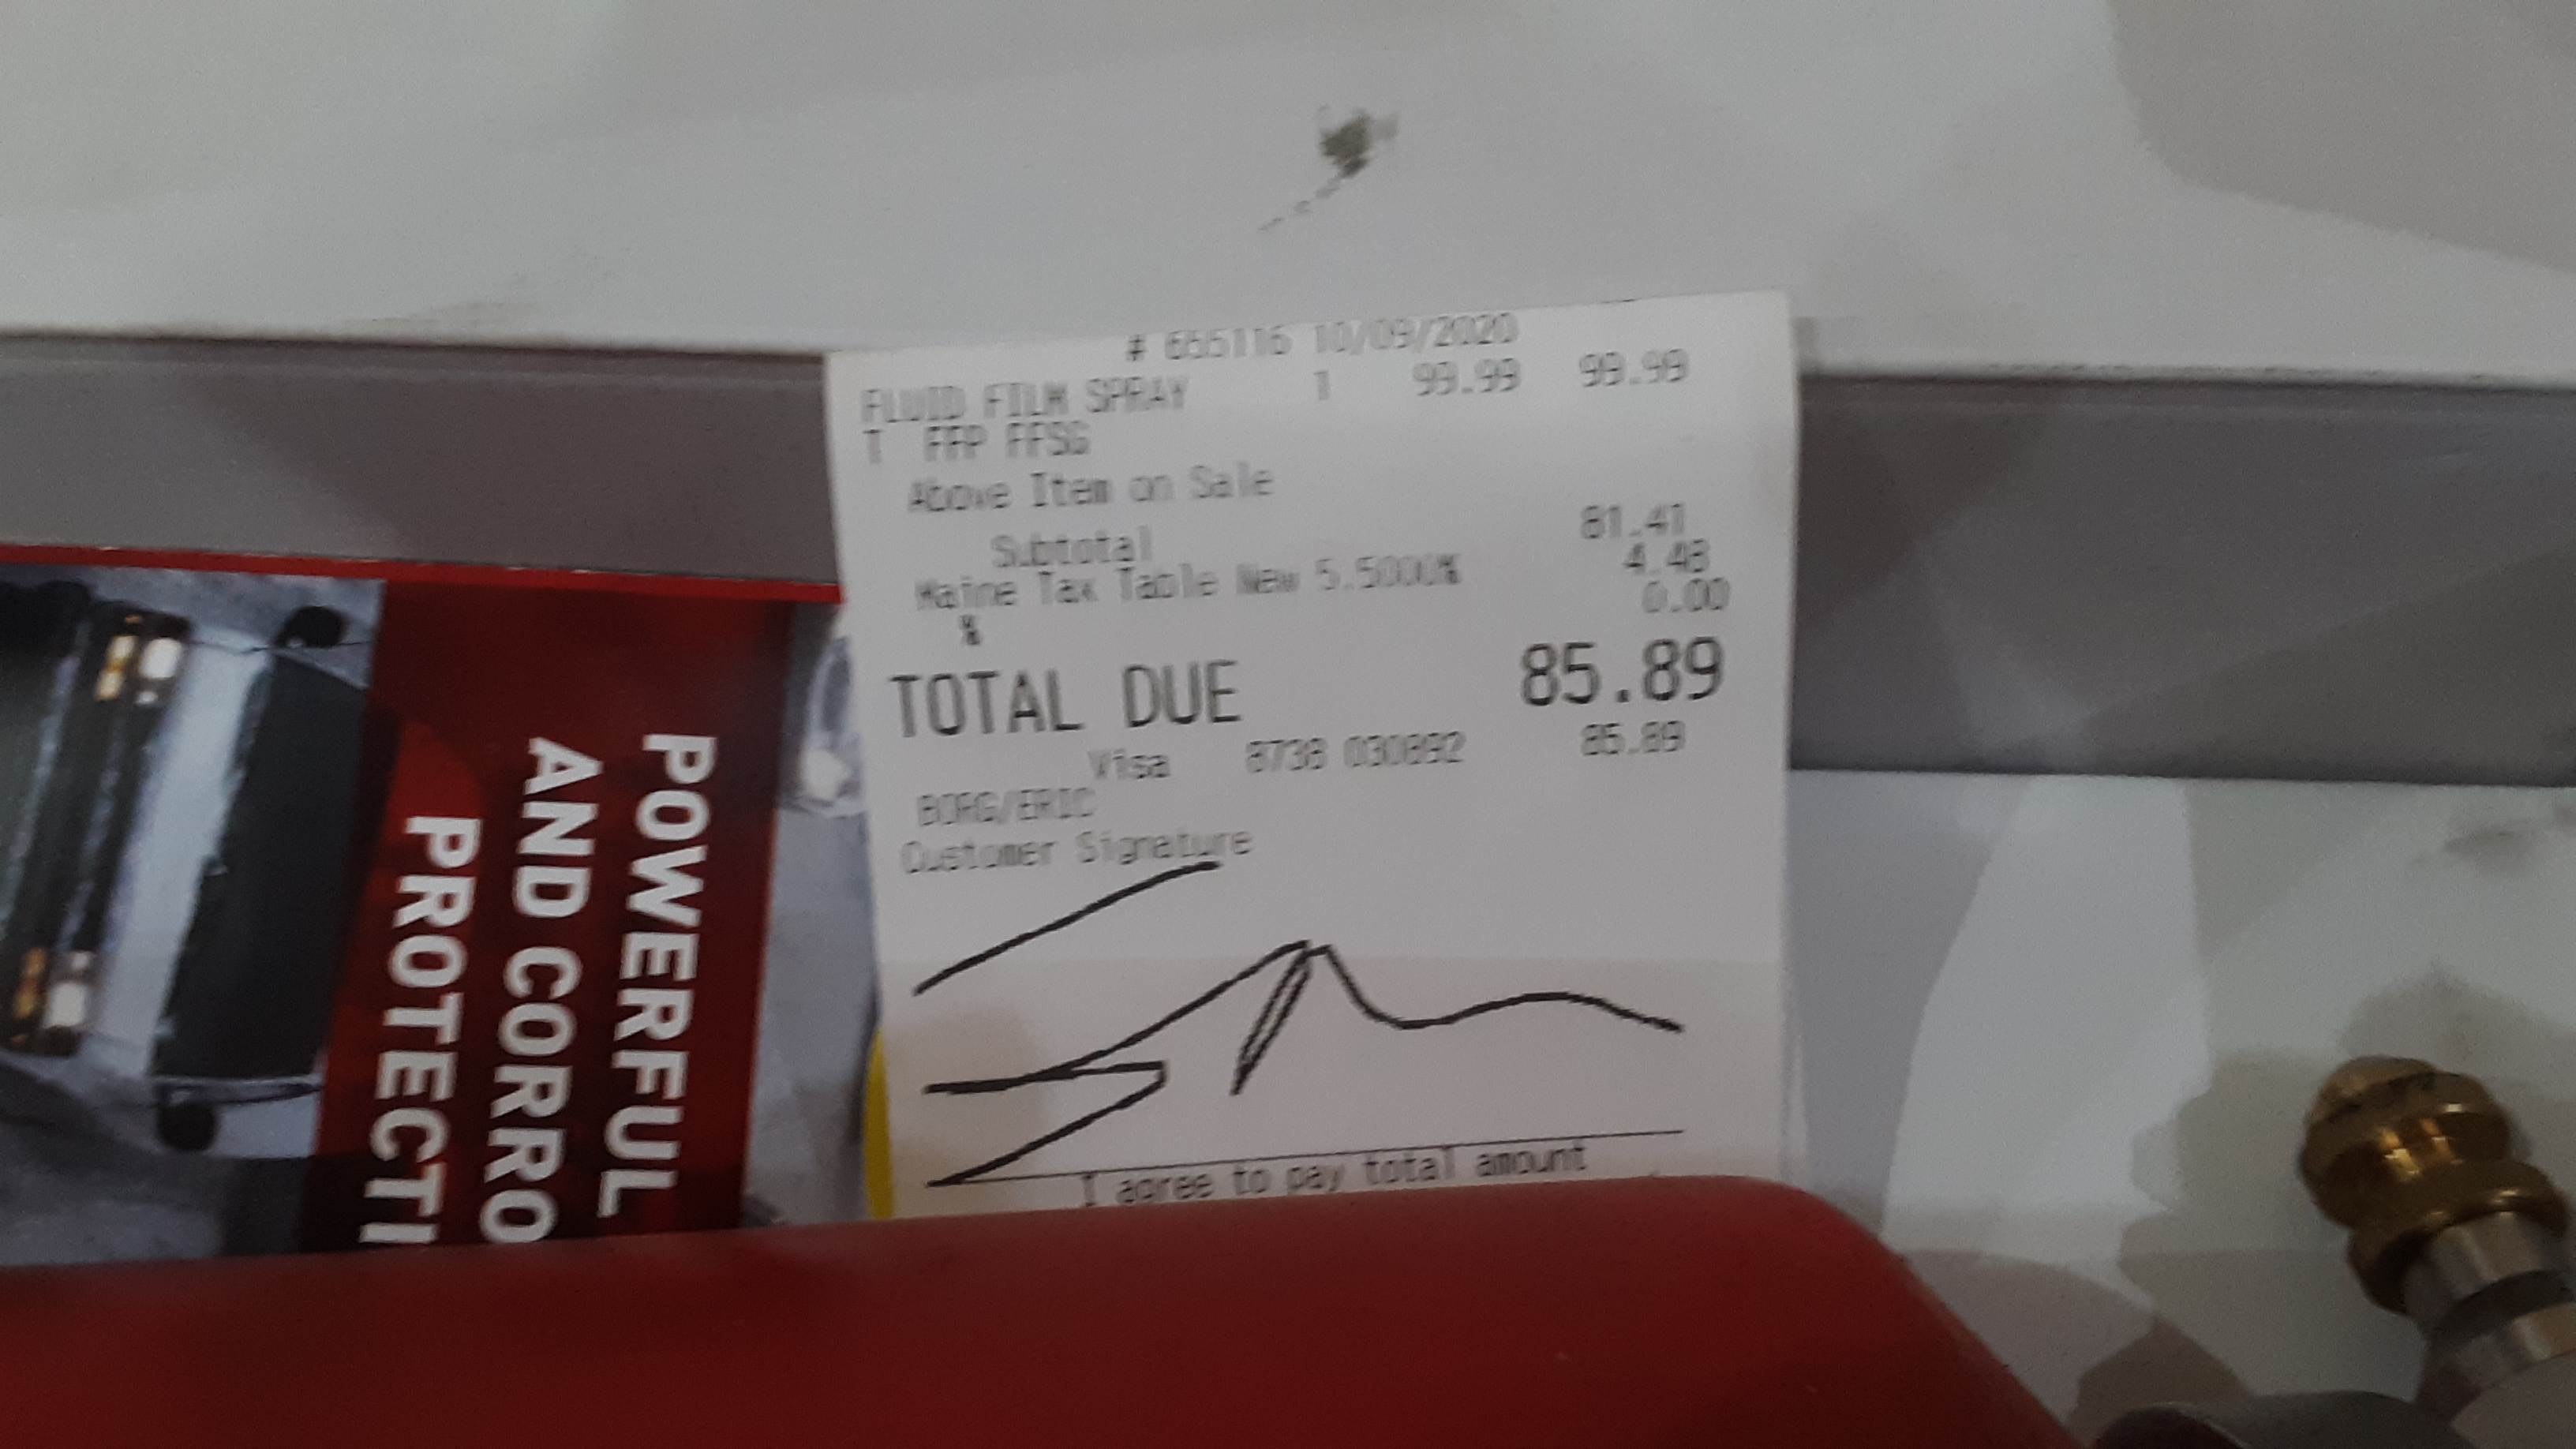 # 655116 10/09/2020
FLUID FILM SPRAY 1 99.99 99.99
T FFP FFSG
Above Item on Sale
Subtotal 81.41
Maine Tax Table New 5.5000% 4.48
% 0.00
TOTAL DUE 85.89
Visa 8738 030892 85.89
BORG/ERIC
Customer Signature
I agree to pay total amount
POWERFUL
AND CORRO
PROTECTI